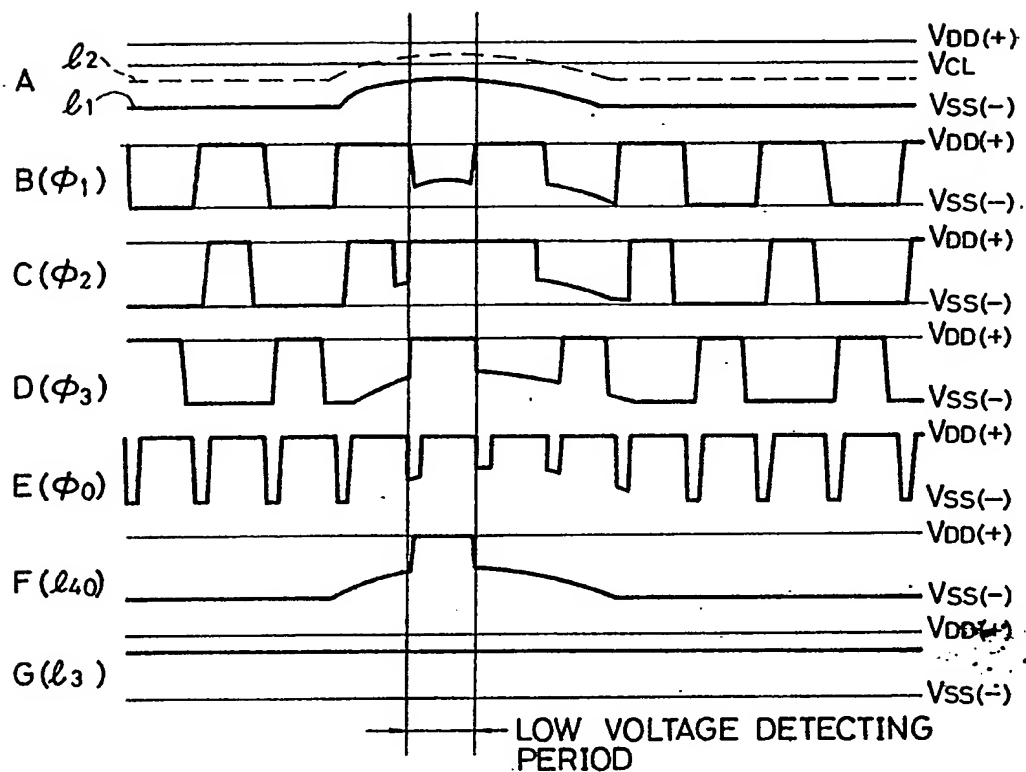 VDD(+)
ℓ2
VCL
A
ℓ1
VSS(-)
VDD(+)
B(ϕ1)
VSS(-)
VDD(+)
C(ϕ2)
VSS(-)
VDD(+)
D(ϕ3)
VSS(-)
VDD(+)
E(ϕ0)
VSS(-)
VDD(+)
F(ℓ40)
VSS(-)
VDD(+)
G(ℓ3)
VSS(-)
LOW VOLTAGE DETECTING
PERIOD